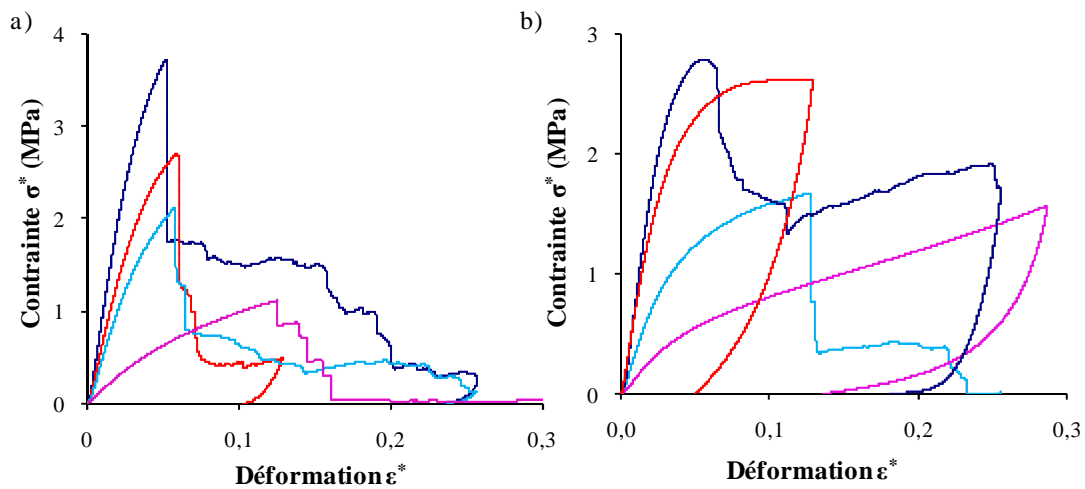 a)
b)
Contrainte σ* (MPa)
4
3
2
1
0
0
0,1
0,2
0,3
Déformation ε*
Contrainte σ* (MPa)
3
2
1
0
0,0
0,1
0,2
0,3
Déformation ε*